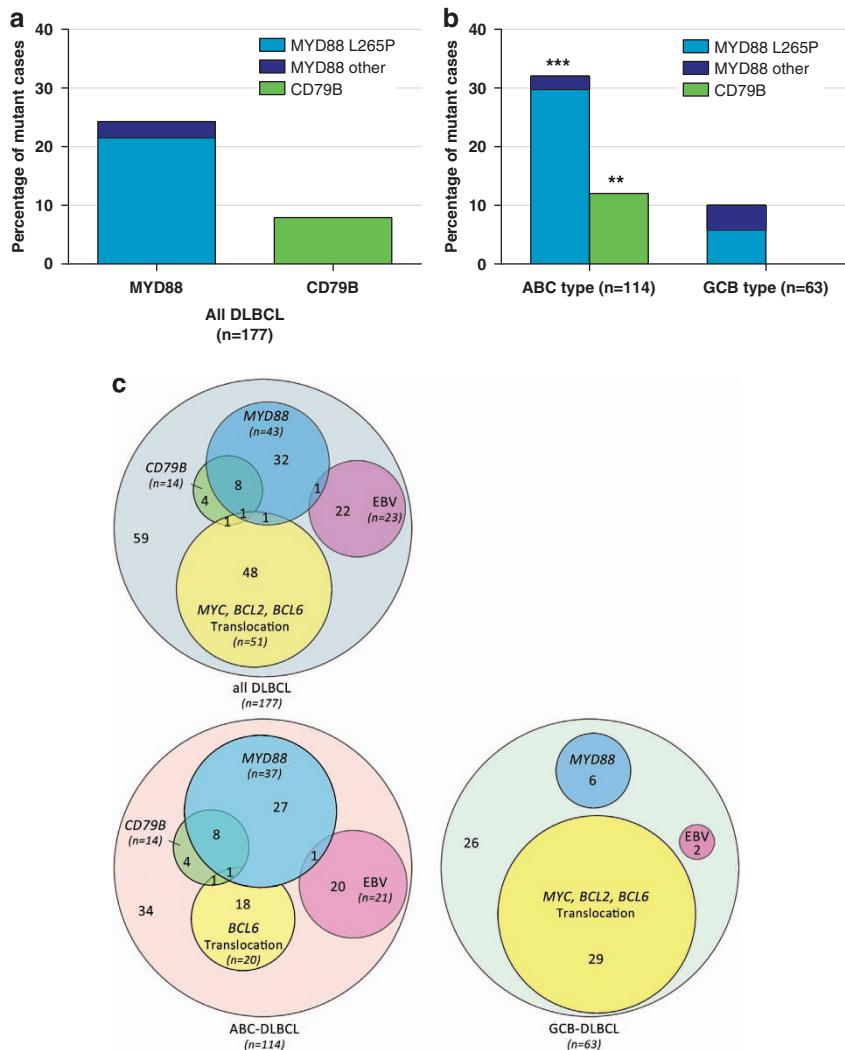 a
40
30
20
10
0
Percentage of mutant cases
MYD88 L265P
MYD88 other
CD79B
MYD88
CD79B
All DLBCL
(n=177)
b
40
30
20
10
0
Percentage of mutant cases
MYD88 L265P
MYD88 other
CD79B
***
**
ABC type (n=114)
GCB type (n=63)
c
MYD88
(n=43)
32
CD79B
(n=14)
8
4
1
1
1
1
22
EBV
(n=23)
59
48
MYC, BCL2, BCL6
Translocation
(n=51)
all DLBCL
(n=177)
MYD88
(n=37)
27
CD79B
(n=14)
8
4
1
1
1
20
EBV
(n=21)
34
18
BCL6
Translocation
(n=20)
ABC-DLBCL
(n=114)
MYD88
6
26
EBV
2
MYC, BCL2, BCL6
Translocation
29
GCB-DLBCL
(n=63)